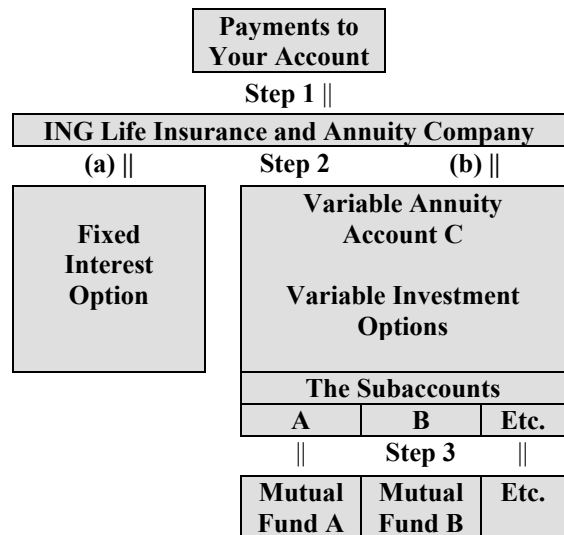 Payments to
Your Account
Step 1 ||
ING Life Insurance and Annuity Company
(a) || Step 2 (b) ||
Fixed
Interest
Option
Variable Annuity
Account C
Variable Investment
Options
The Subaccounts
A B Etc.
|| Step 3 ||
Mutual
Fund A
Mutual
Fund B
Etc.